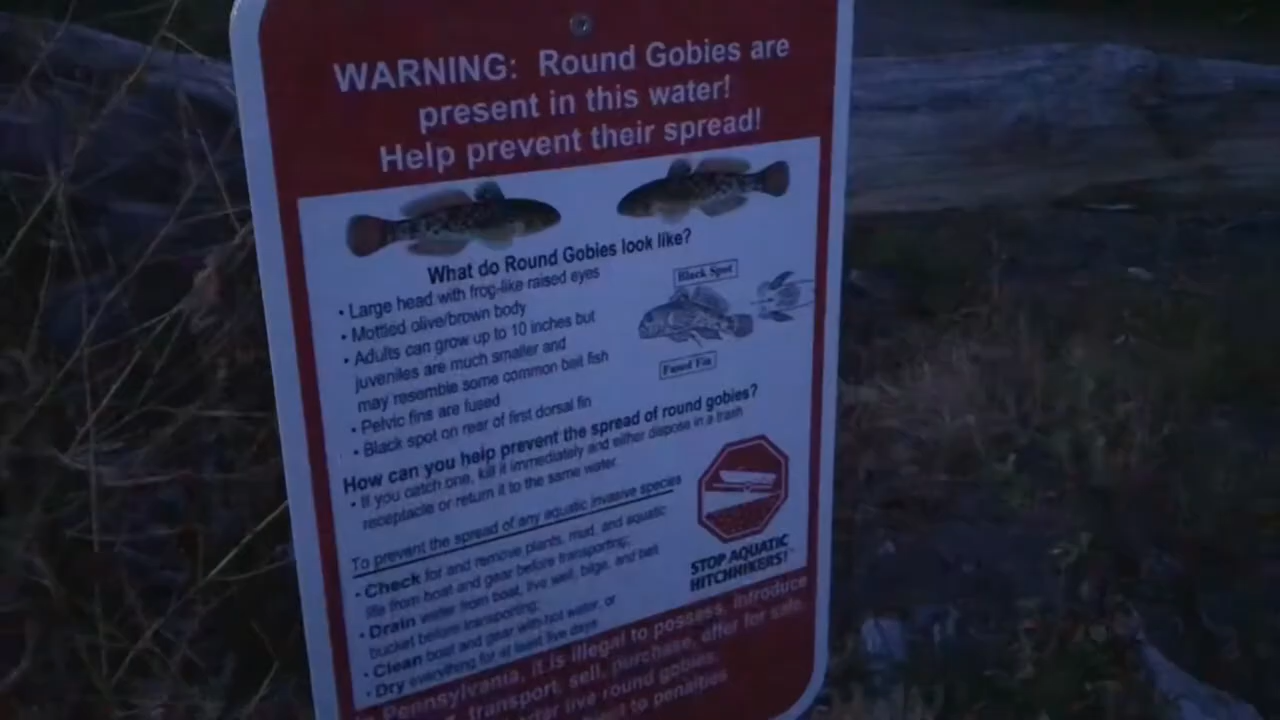 WARNING: Round Gobies are
present in this water!
Help prevent their spread!
What do Round Gobies look like?
• Large head with frog-like raised eyes
• Mottled olive/brown body
• Adults can grow up to 10 inches but
juveniles are much smaller and
may resemble some common bait fish
• Pelvic fins are fused
• Black spot on rear of first dorsal fin
Black Spot
Fused Fin
How can you help prevent the spread of round gobies?
• If you catch one, kill it immediately and either dispose in a trash
receptacle or return it to the same water.
To prevent the spread of any aquatic invasive species
• Check for and remove plants, mud, and aquatic
life from boat and gear before transporting;
• Drain water from boat, live well, bilge, and bait
bucket before transporting;
• Clean boat and gear with hot water, or
• Dry everything for at least five days
STOP AQUATIC
HITCHHIKERS!™
In Pennsylvania, it is illegal to possess, introduce
transport, sell, purchase, offer for sale,
live round gobies.
to penalties